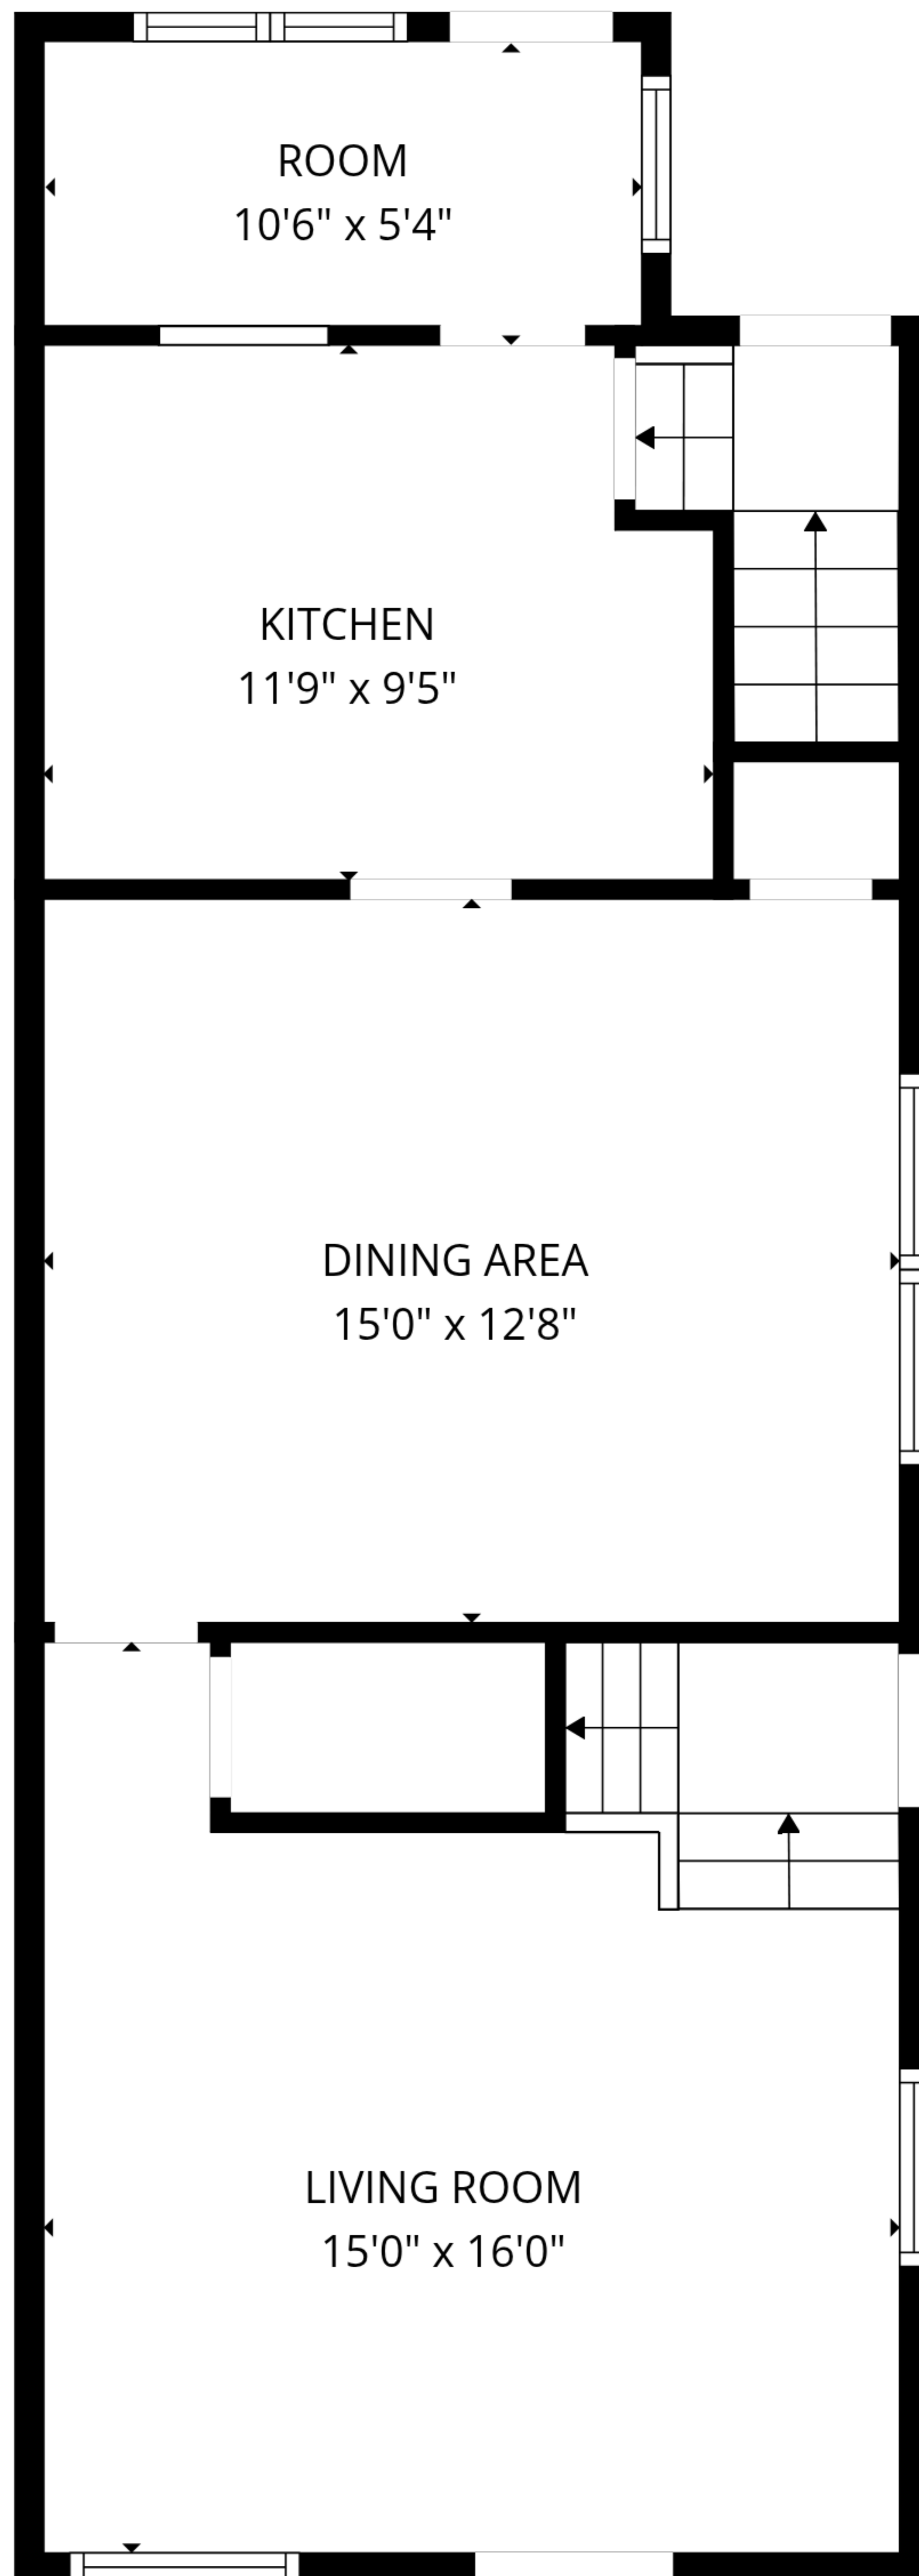 ROOM
10'6" x 5'4"
KITCHEN
11'9" x 9'5"
DINING AREA
15'0" x 12'8"
LIVING ROOM
15'0" x 16'0"